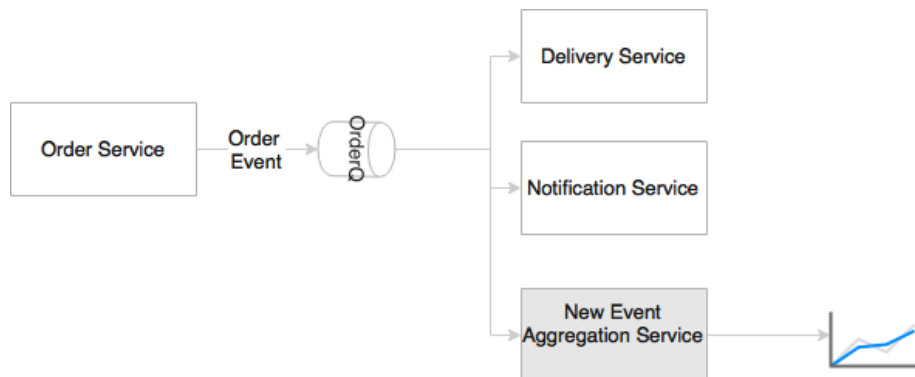 Delivery Service
Order Service
Order
Event
OrderQ
Notification Service
New Event
Aggregation Service